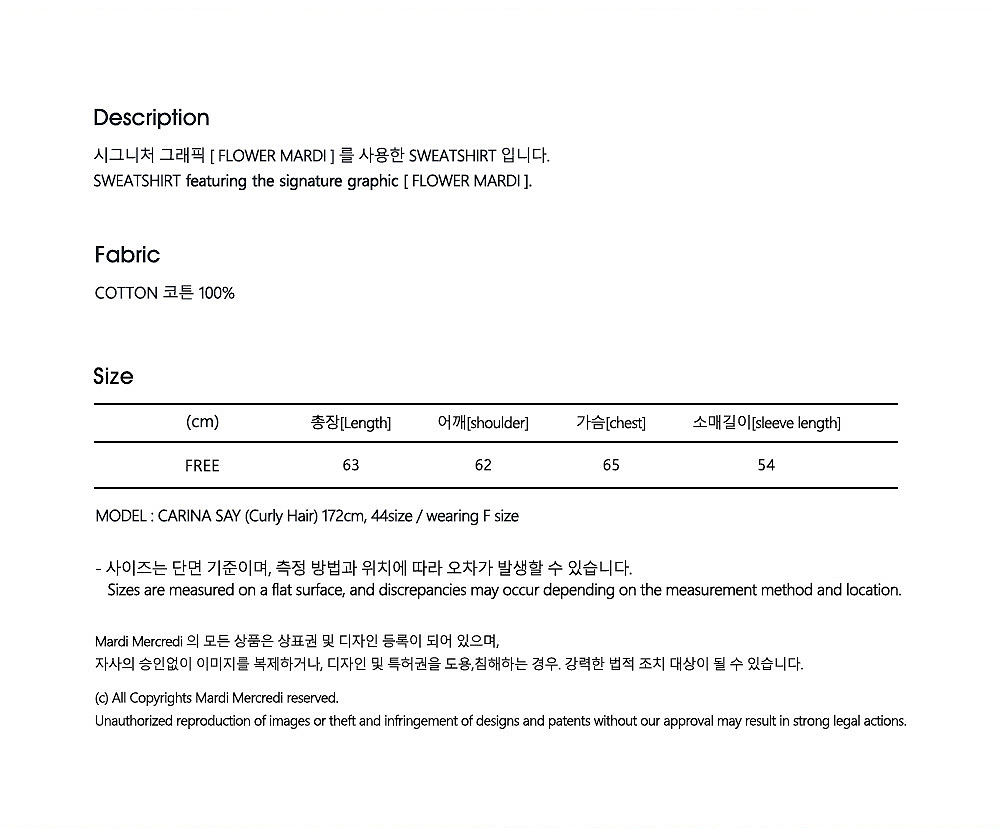 Description
시그니처 그래픽 [ FLOWER MARDI ] 를 사용한 SWEATSHIRT 입니다.
SWEATSHIRT featuring the signature graphic [ FLOWER MARDI ].
Fabric
COTTON 코튼 100%
Size
(cm) 총장[Length] 어깨[shoulder] 가슴[chest] 소매길이[sleeve length]
FREE 63 62 65 54
MODEL : CARINA SAY (Curly Hair) 172cm, 44size / wearing F size
- 사이즈는 단면 기준이며, 측정 방법과 위치에 따라 오차가 발생할 수 있습니다.
Sizes are measured on a flat surface, and discrepancies may occur depending on the measurement method and location.
Mardi Mercredi 의 모든 상품은 상표권 및 디자인 등록이 되어 있으며,
자사의 승인없이 이미지를 복제하거나, 디자인 및 특허권을 도용,침해하는 경우. 강력한 법적 조치 대상이 될 수 있습니다.
(c) All Copyrights Mardi Mercredi reserved.
Unauthorized reproduction of images or theft and infringement of designs and patents without our approval may result in strong legal actions.